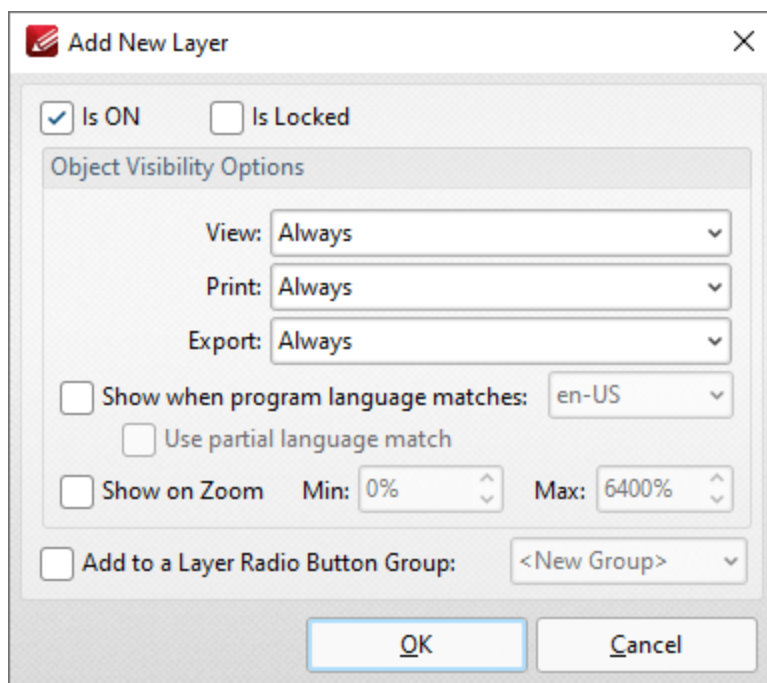 Add New Layer
Is ON Is Locked
Object Visibility Options
View: Always
Print: Always
Export: Always
Show when program language matches: en-US
Use partial language match
Show on Zoom Min: 0% Max: 6400%
Add to a Layer Radio Button Group: <New Group>
OK Cancel